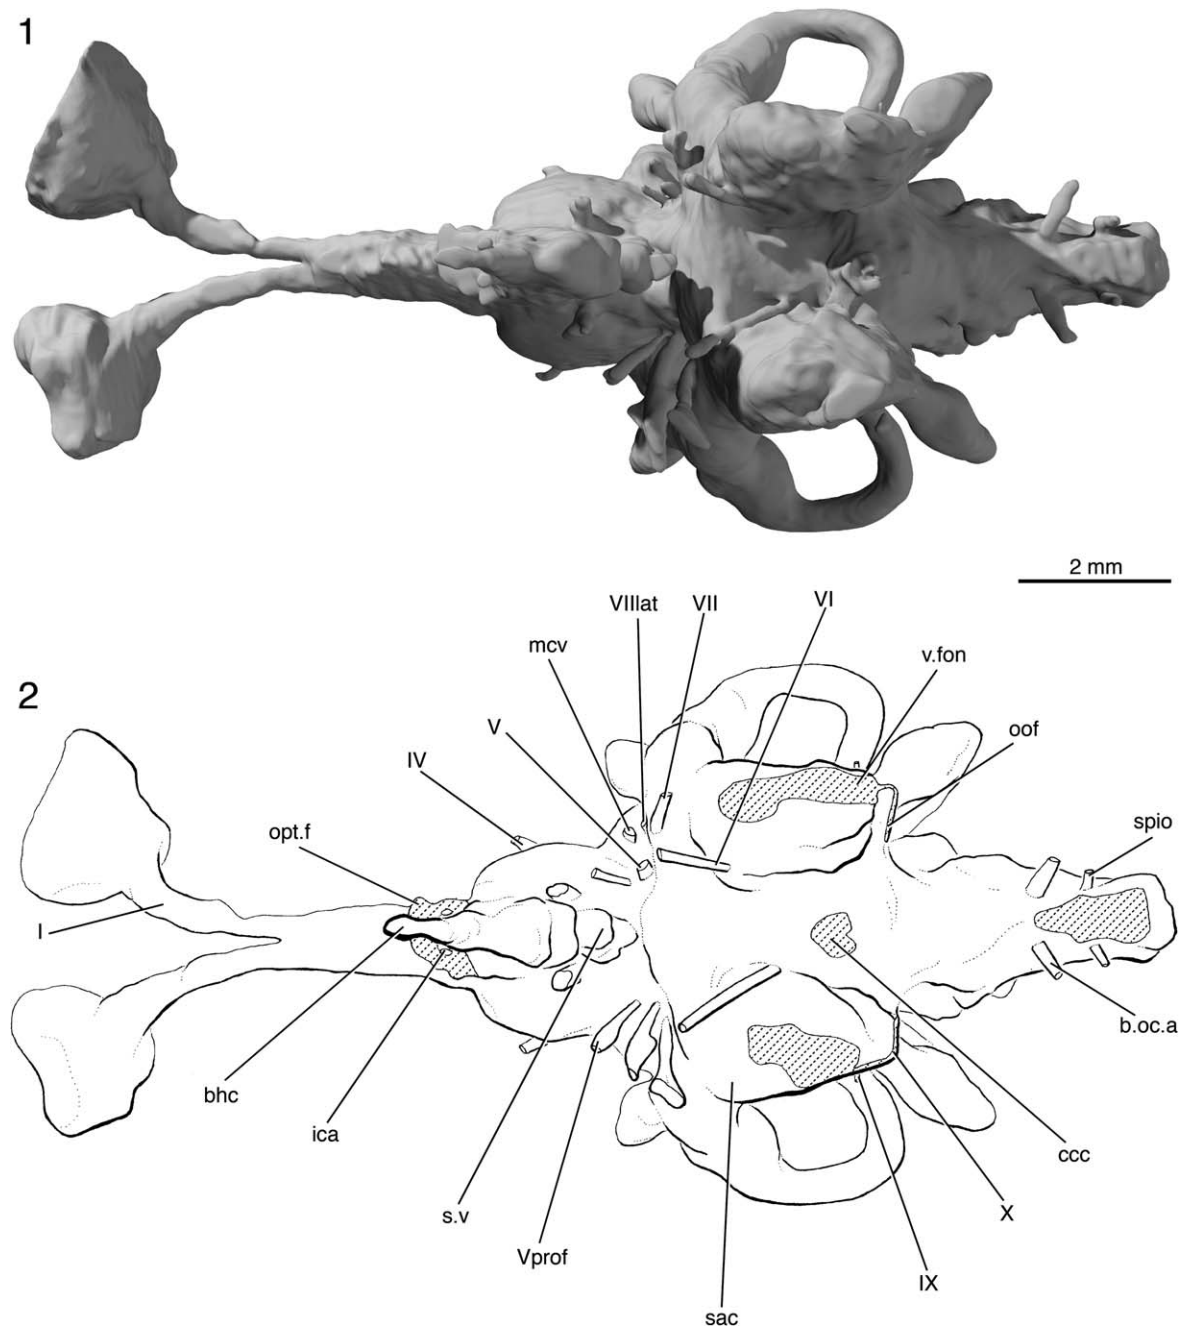 1
2 mm
2
VIIlat
VII
VI
mcv
v.fon
V
oof
IV
opt.f
spio
I
b.oc.a
bhc
ica
ccc
s.v
X
Vprof
IX
sac